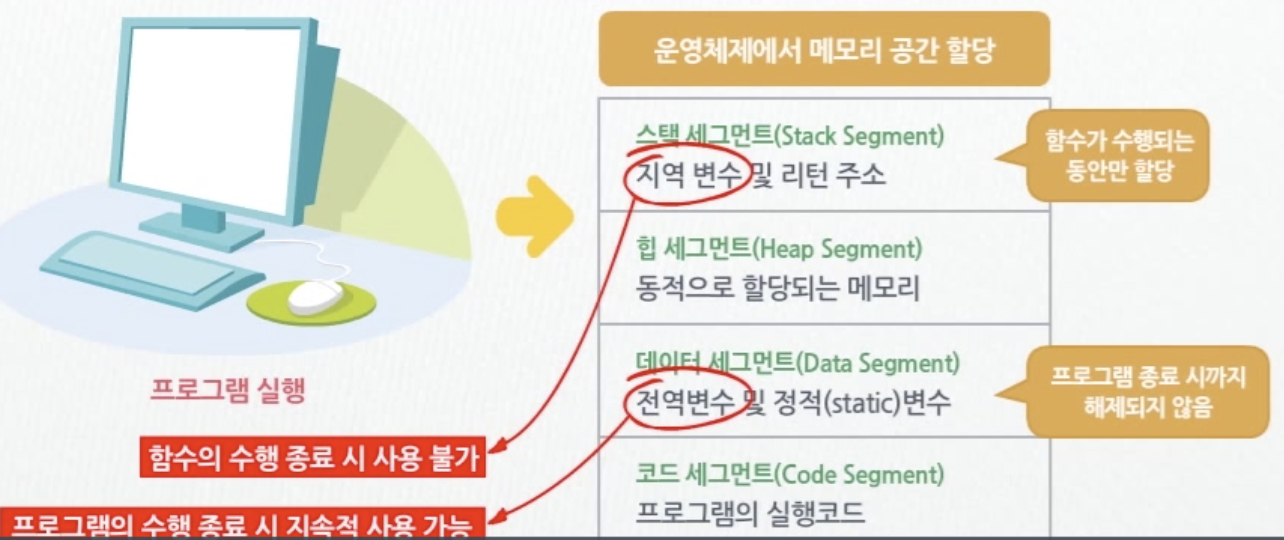 운영체제에서 메모리 공간 할당
스택 세그먼트(Stack Segment)
지역 변수 및 리턴 주소
함수가 수행되는
동안만 할당
힙 세그먼트(Heap Segment)
동적으로 할당되는 메모리
데이터 세그먼트(Data Segment)
전역변수 및 정적(static)변수
프로그램 종료 시까지
해제되지 않음
코드 세그먼트(Code Segment)
프로그램의 실행코드
프로그램 실행
함수의 수행 종료 시 사용 불가
프로그램의 수행 종료 시 지속적 사용 가능